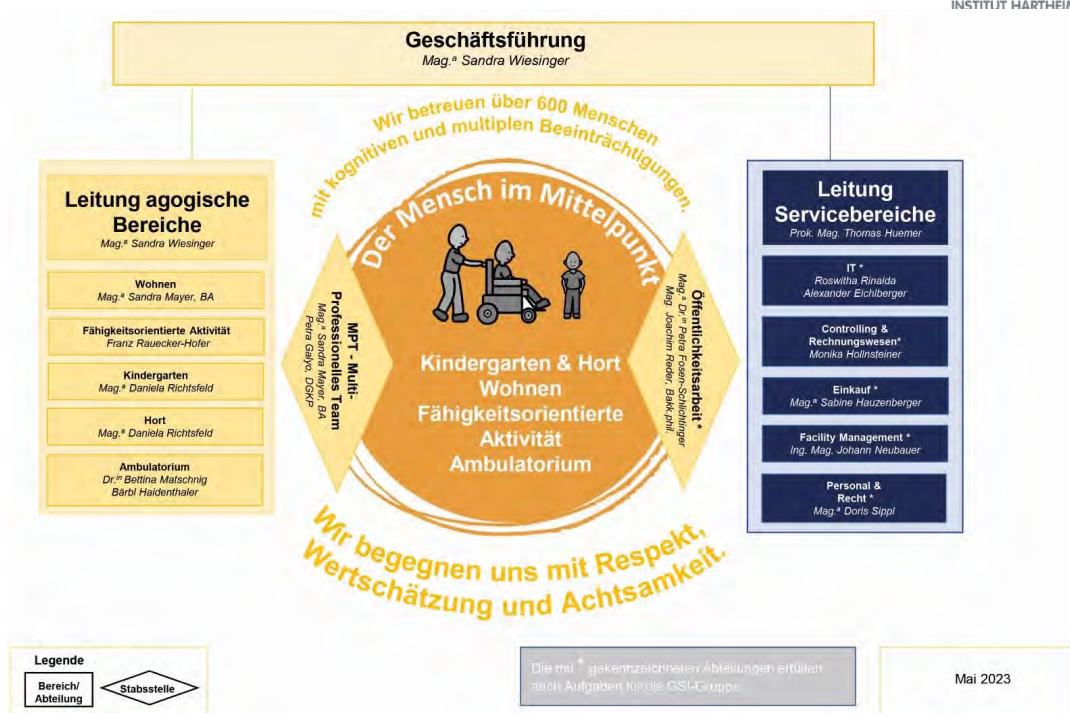 INSTITUT HARTHEIM
Geschäftsführung
Mag.ª Sandra Wiesinger
Wir betreuen über 600 Menschen
mit kognitiven und multiplen Beeinträchtigungen.
Leitung agogische
Bereiche
Mag.ª Sandra Wiesinger
Wohnen
Mag.ª Sandra Mayer, BA
Fähigkeitsorientierte Aktivität
Franz Rauecker-Hofer
Kindergarten
Mag.ª Daniela Richtsfeld
Hort
Mag.ª Daniela Richtsfeld
Ambulatorium
Dr.ⁱⁿ Bettina Matschnig
Bärbl Haidenthaler
MPT - Multi-
Professionelles Team
Mag.ª Sandra Mayer, BA
Petra Galyo, DGKP
Der Mensch im Mittelpunkt
Kindergarten & Hort
Wohnen
Fähigkeitsorientierte
Aktivität
Ambulatorium
Öffentlichkeitsarbeit *
Mag.ª Dr.ⁱⁿ Petra Fosen-Schlichtinger
Mag. Joachim Reder, Bakk.phil.
Leitung
Servicebereiche
Prok. Mag. Thomas Huemer
IT *
Roswitha Rinalda
Alexander Eichlberger
Controlling &
Rechnungswesen*
Monika Hollnsteiner
Einkauf *
Mag.ª Sabine Hauzenberger
Facility Management *
Ing. Mag. Johann Neubauer
Personal &
Recht *
Mag.ª Doris Sippl
Wir begegnen uns mit Respekt,
Wertschätzung und Achtsamkeit.
Legende
Bereich/
Abteilung
Stabsstelle
Die mit * gekennzeichneten Abteilungen erfüllen
auch Aufgaben für die GSI-Gruppe
Mai 2023